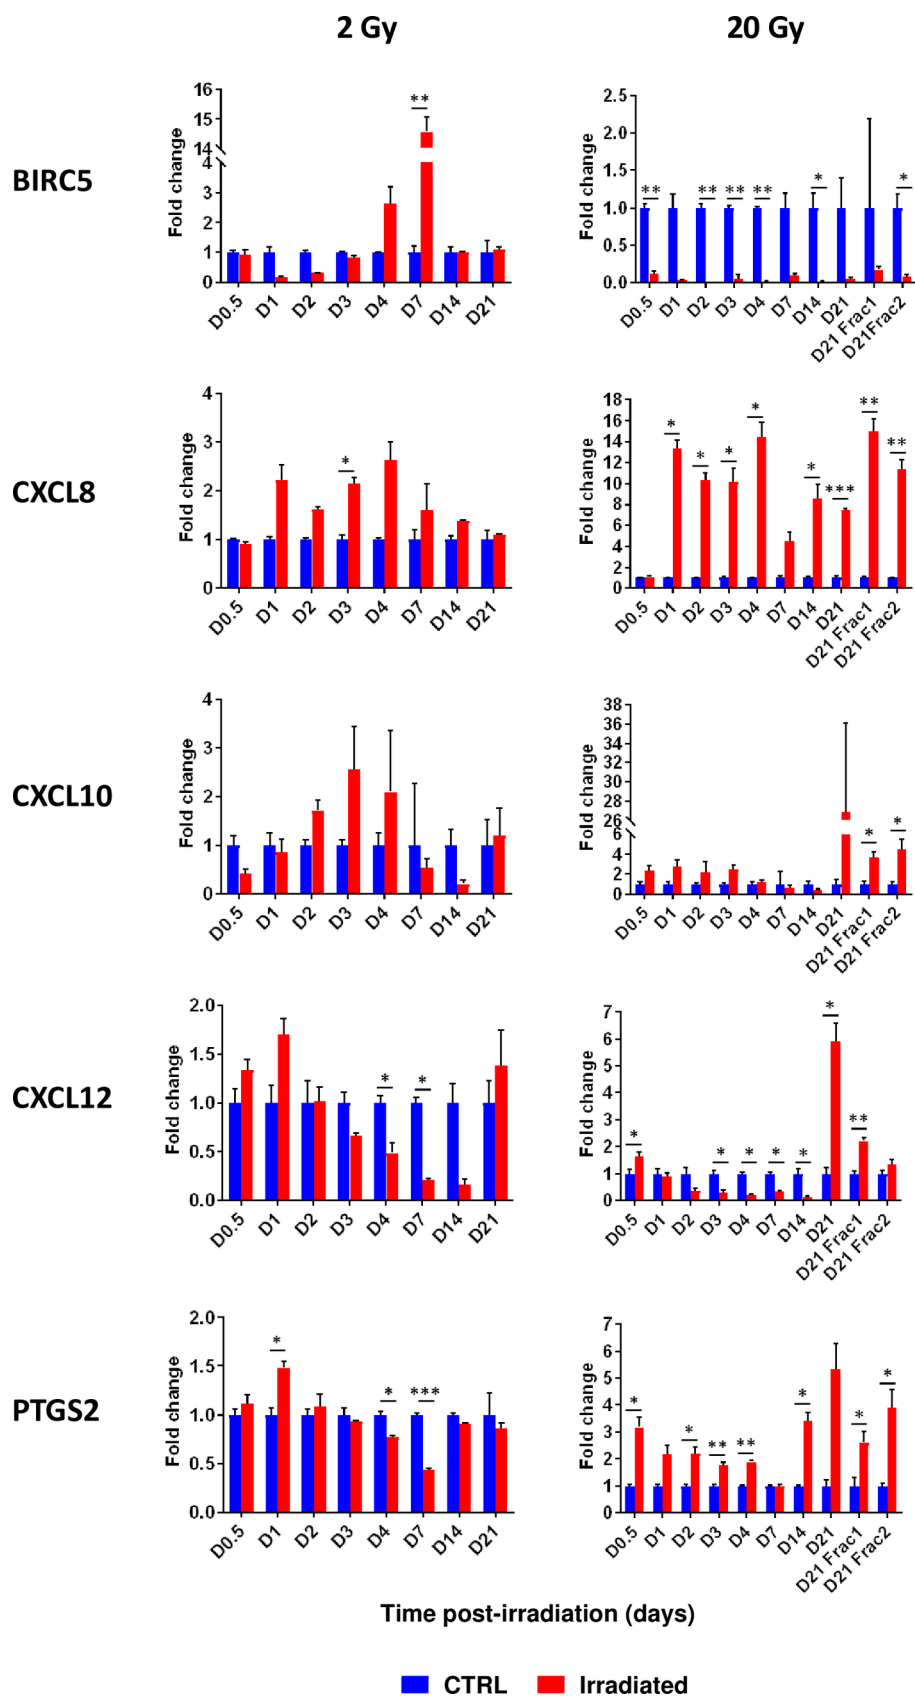 2 Gy 20 Gy
BIRC5
Fold change
16
15
14
4
3
2
1
0
**
D0.5 D1 D2 D3 D4 D7 D14 D21
Fold change
2.5
2.0
1.5
1.0
0.5
0.0
** ** ** ** * *
D0.5 D1 D2 D3 D4 D7 D14 D21 D21 Frac1 D21Frac2
CXCL8
Fold change
4
3
2
1
0
*
D0.5 D1 D2 D3 D4 D7 D14 D21
Fold change
18
16
14
12
10
8
6
4
2
0
* * * * * *** ** **
D0.5 D1 D2 D3 D4 D7 D14 D21 D21 Frac1 D21 Frac2
CXCL10
Fold change
4
3
2
1
0
D0.5 D1 D2 D3 D4 D7 D14 D21
Fold change
38
36
34
32
30
28
26
6
4
2
0
* *
D0.5 D1 D2 D3 D4 D7 D14 D21 D21 Frac1 D21 Frac2
CXCL12
Fold change
2.0
1.5
1.0
0.5
0.0
* *
D0.5 D1 D2 D3 D4 D7 D14 D21
Fold change
7
6
5
4
3
2
1
0
* * * * * * **
D0.5 D1 D2 D3 D4 D7 D14 D21 D21 Frac1 D21 Frac2
PTGS2
Fold change
2.0
1.5
1.0
0.5
0.0
* * ***
D0.5 D1 D2 D3 D4 D7 D14 D21
Fold change
7
6
5
4
3
2
1
0
* * ** ** * * *
D0.5 D1 D2 D3 D4 D7 D14 D21 D21 Frac1 D21 Frac2
Time post-irradiation (days)
CTRL Irradiated